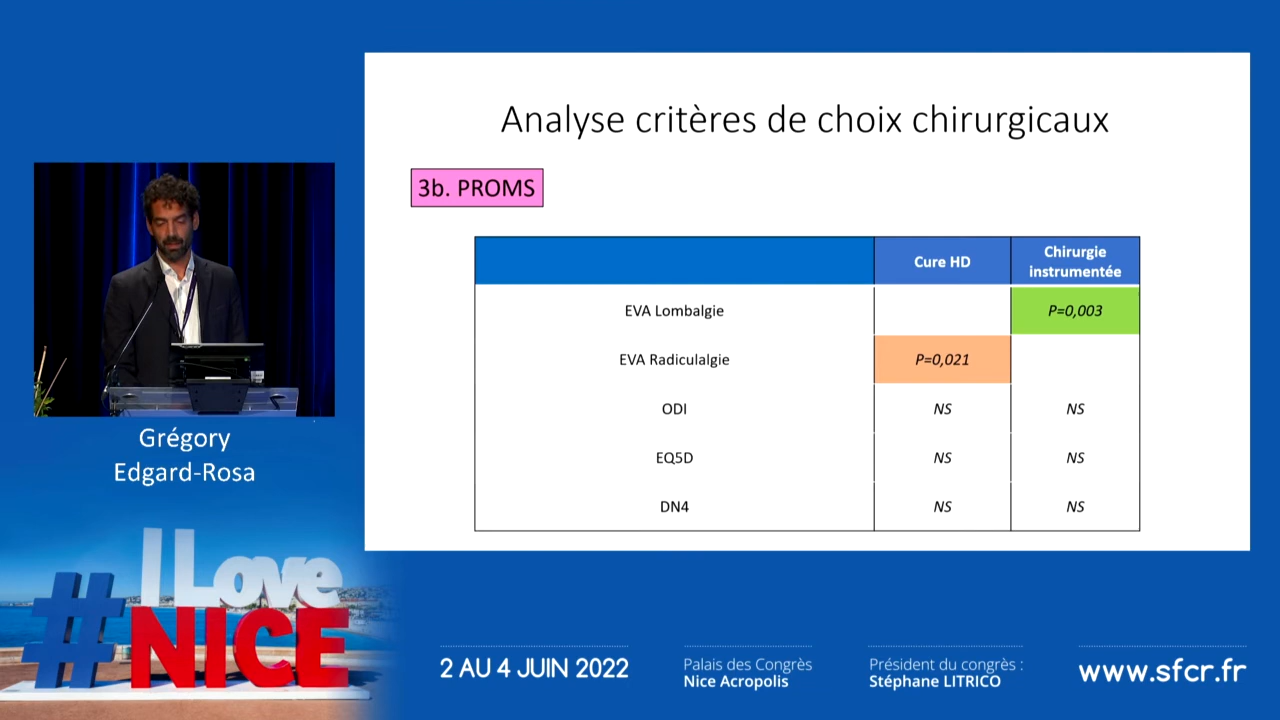 Analyse critères de choix chirurgicaux
3b. PROMS
Cure HD
Chirurgie
instrumentée
EVA Lombalgie
P=0,003
EVA Radiculalgie
P=0,021
ODI
NS
NS
EQ5D
NS
NS
DN4
NS
NS
Grégory
Edgard-Rosa
I Love
#NICE
2 AU 4 JUIN 2022
Palais des Congrès
Nice Acropolis
Président du congrès :
Stéphane LITRICO
www.sfcr.fr